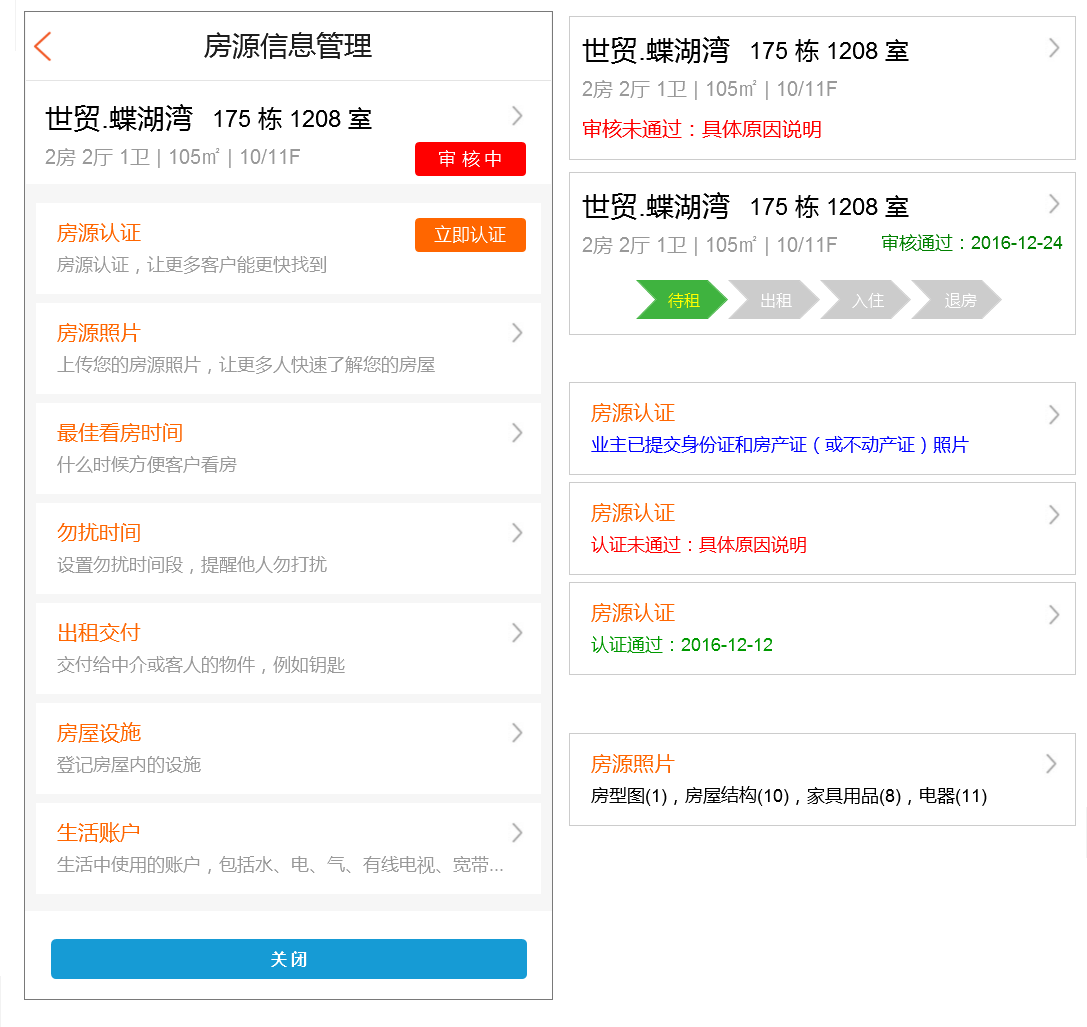 房源信息管理
世贸.蝶湖湾 175 栋 1208 室
2房 2厅 1卫 | 105㎡ | 10/11F
审 核 中
房源认证
立即认证
房源认证，让更多客户能更快找到
房源照片
上传您的房源照片，让更多人快速了解您的房屋
最佳看房时间
什么时候方便客户看房
勿扰时间
设置勿扰时间段，提醒他人勿打扰
出租交付
交付给中介或客人的物件，例如钥匙
房屋设施
登记房屋内的设施
生活账户
生活中使用的账户，包括水、电、气、有线电视、宽带...
关 闭
世贸.蝶湖湾 175 栋 1208 室
2房 2厅 1卫 | 105㎡ | 10/11F
审核未通过：具体原因说明
世贸.蝶湖湾 175 栋 1208 室
2房 2厅 1卫 | 105㎡ | 10/11F
审核通过：2016-12-24
待租 出租 入住 退房
房源认证
业主已提交身份证和房产证（或不动产证）照片
房源认证
认证未通过：具体原因说明
房源认证
认证通过：2016-12-12
房源照片
房型图(1)，房屋结构(10)，家具用品(8)，电器(11)